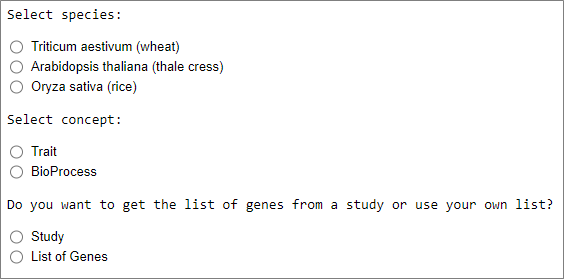 Select species:
Triticum aestivum (wheat)
Arabidopsis thaliana (thale cress)
Oryza sativa (rice)
Select concept:
Trait
BioProcess
Do you want to get the list of genes from a study or use your own list?
Study
List of Genes